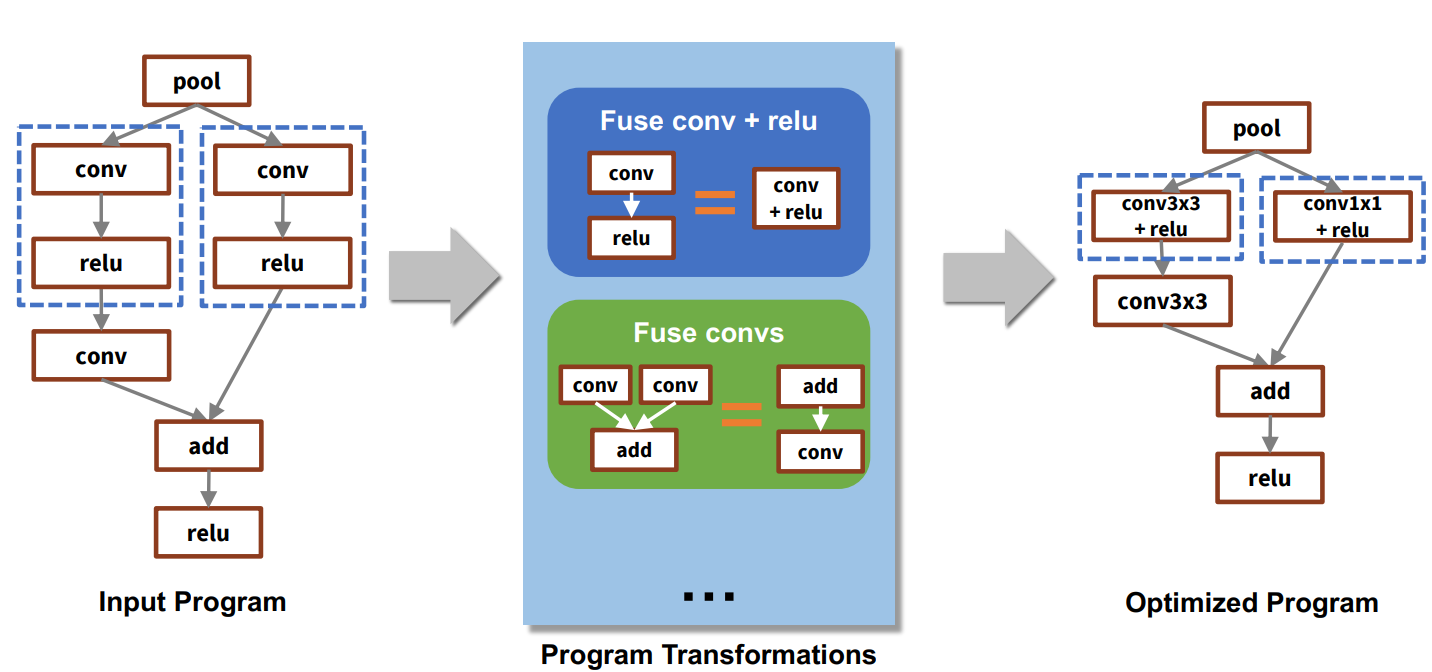 pool
conv
conv
relu
relu
conv
add
relu
Input Program
Fuse conv + relu
conv
relu
conv
+ relu
Fuse convs
conv
conv
add
add
conv
...
Program Transformations
pool
conv3x3
+ relu
conv1x1
+ relu
conv3x3
add
relu
Optimized Program